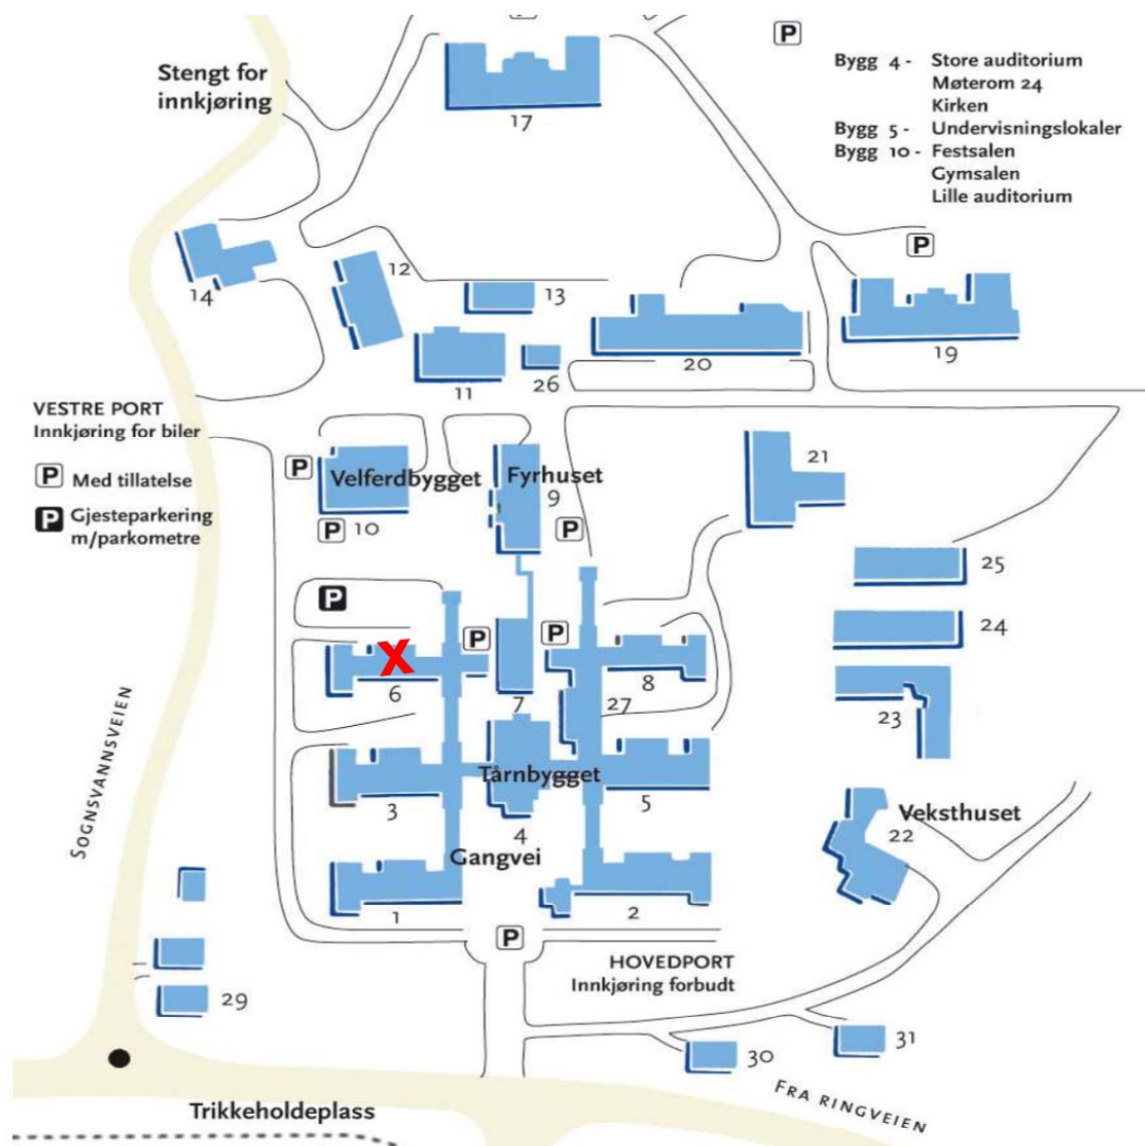 P
P
Stengt for
innkjøring
Bygg 4 - Store auditorium
Møterom 24
Kirken
Bygg 5 - Undervisningslokaler
Bygg 10 - Festsalen
Gymsalen
Lille auditorium
17
P
14
12
13
11
26
20
19
VESTRE PORT
Innkjøring for biler
P Med tillatelse
P Gjesteparkering
m/parkometre
P
Velferdbygget
Fyrhuset
9
21
P 10
P
25
P
24
X
P
P
6
7
8
27
23
SOGNSVANNSVEIEN
Tårnbygget
3
4
5
Veksthuset
22
Gangvei
1
2
P
HOVEDPORT
Innkjøring forbudt
29
30
31
FRA RINGVEIEN
Trikkeholdeplass